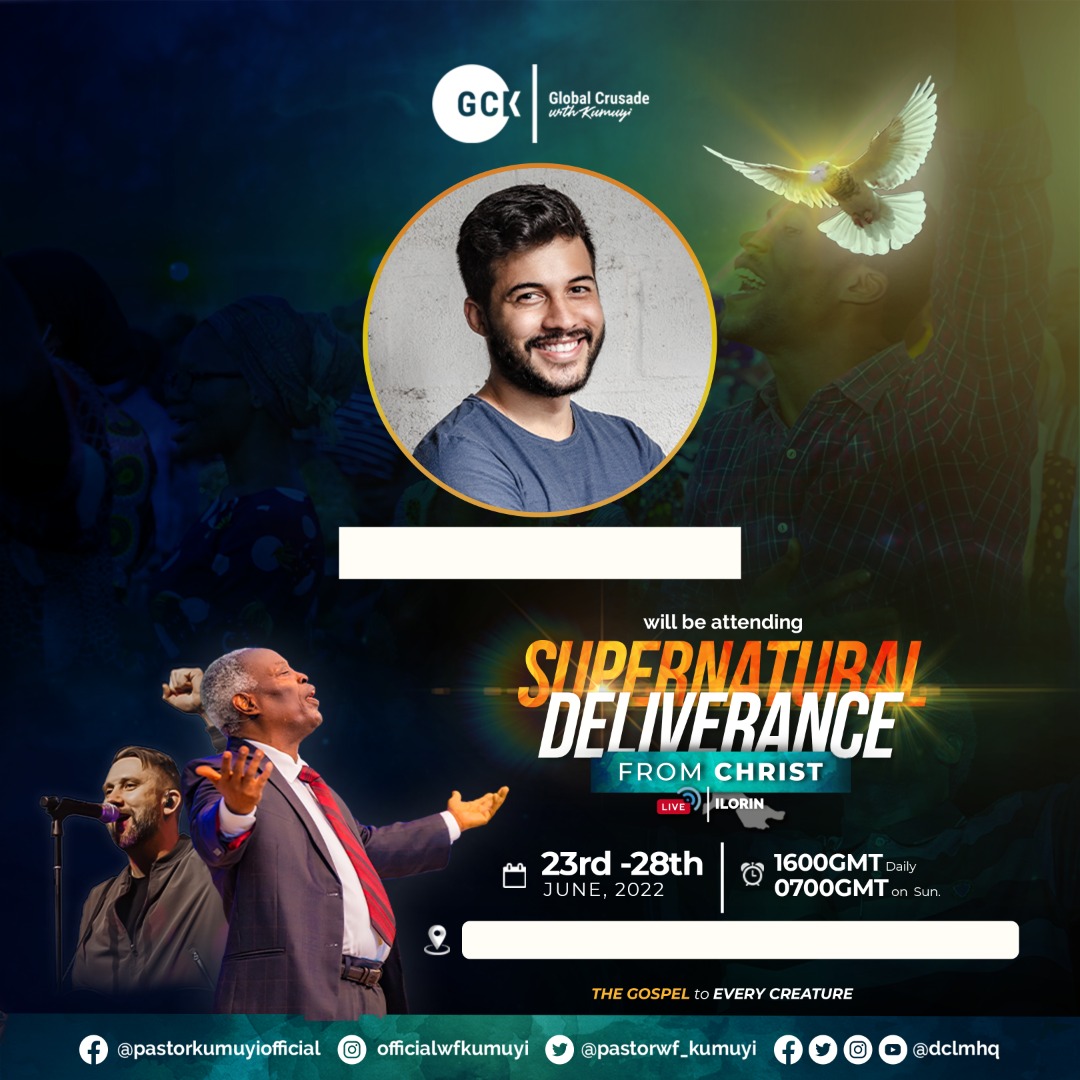 GCK
Global Crusade
with Kumuyi
will be attending
SUPERNATURAL
DELIVERANCE
FROM CHRIST
LIVE ILORIN
23rd -28th
JUNE, 2022
1600GMT Daily
0700GMT on Sun.
THE GOSPEL to EVERY CREATURE
@pastorkumuyiofficial officialwfkumuyi @pastorwf_kumuyi @dclmhq